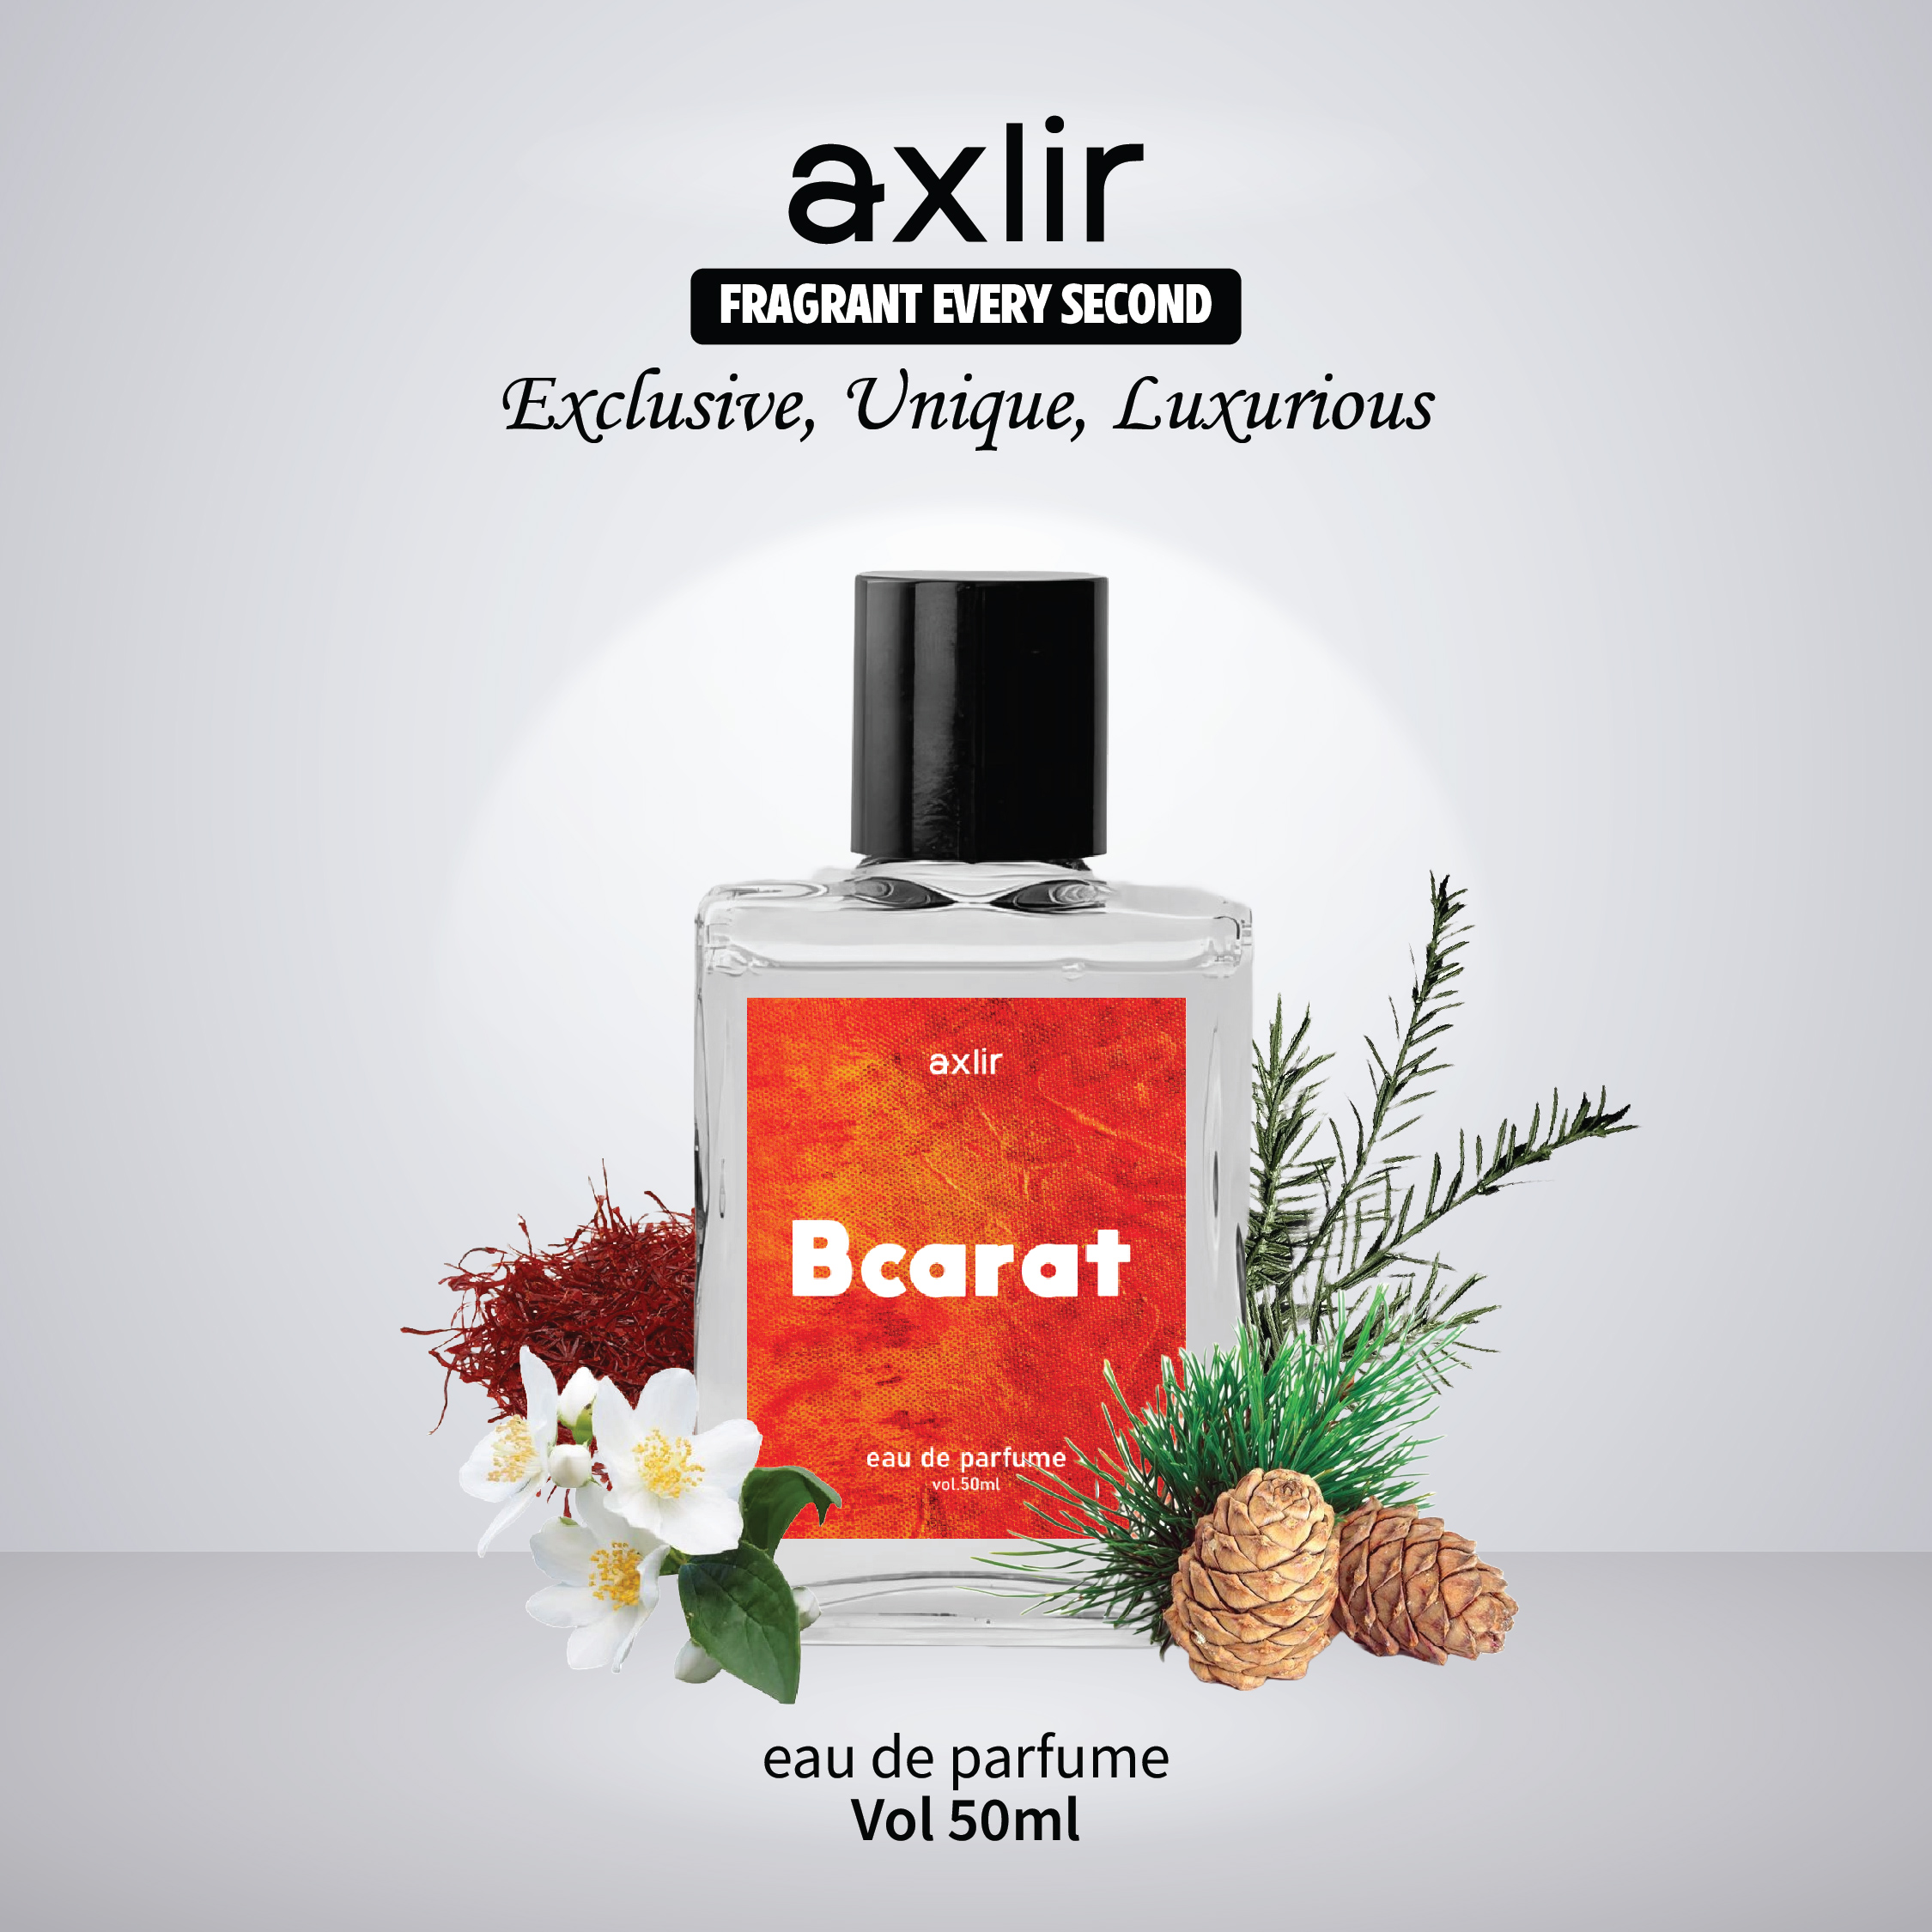 axlir
FRAGRANT EVERY SECOND
Exclusive, Unique, Luxurious
axlir
Bcarat
eau de parfume
vol.50ml
eau de parfume
Vol 50ml